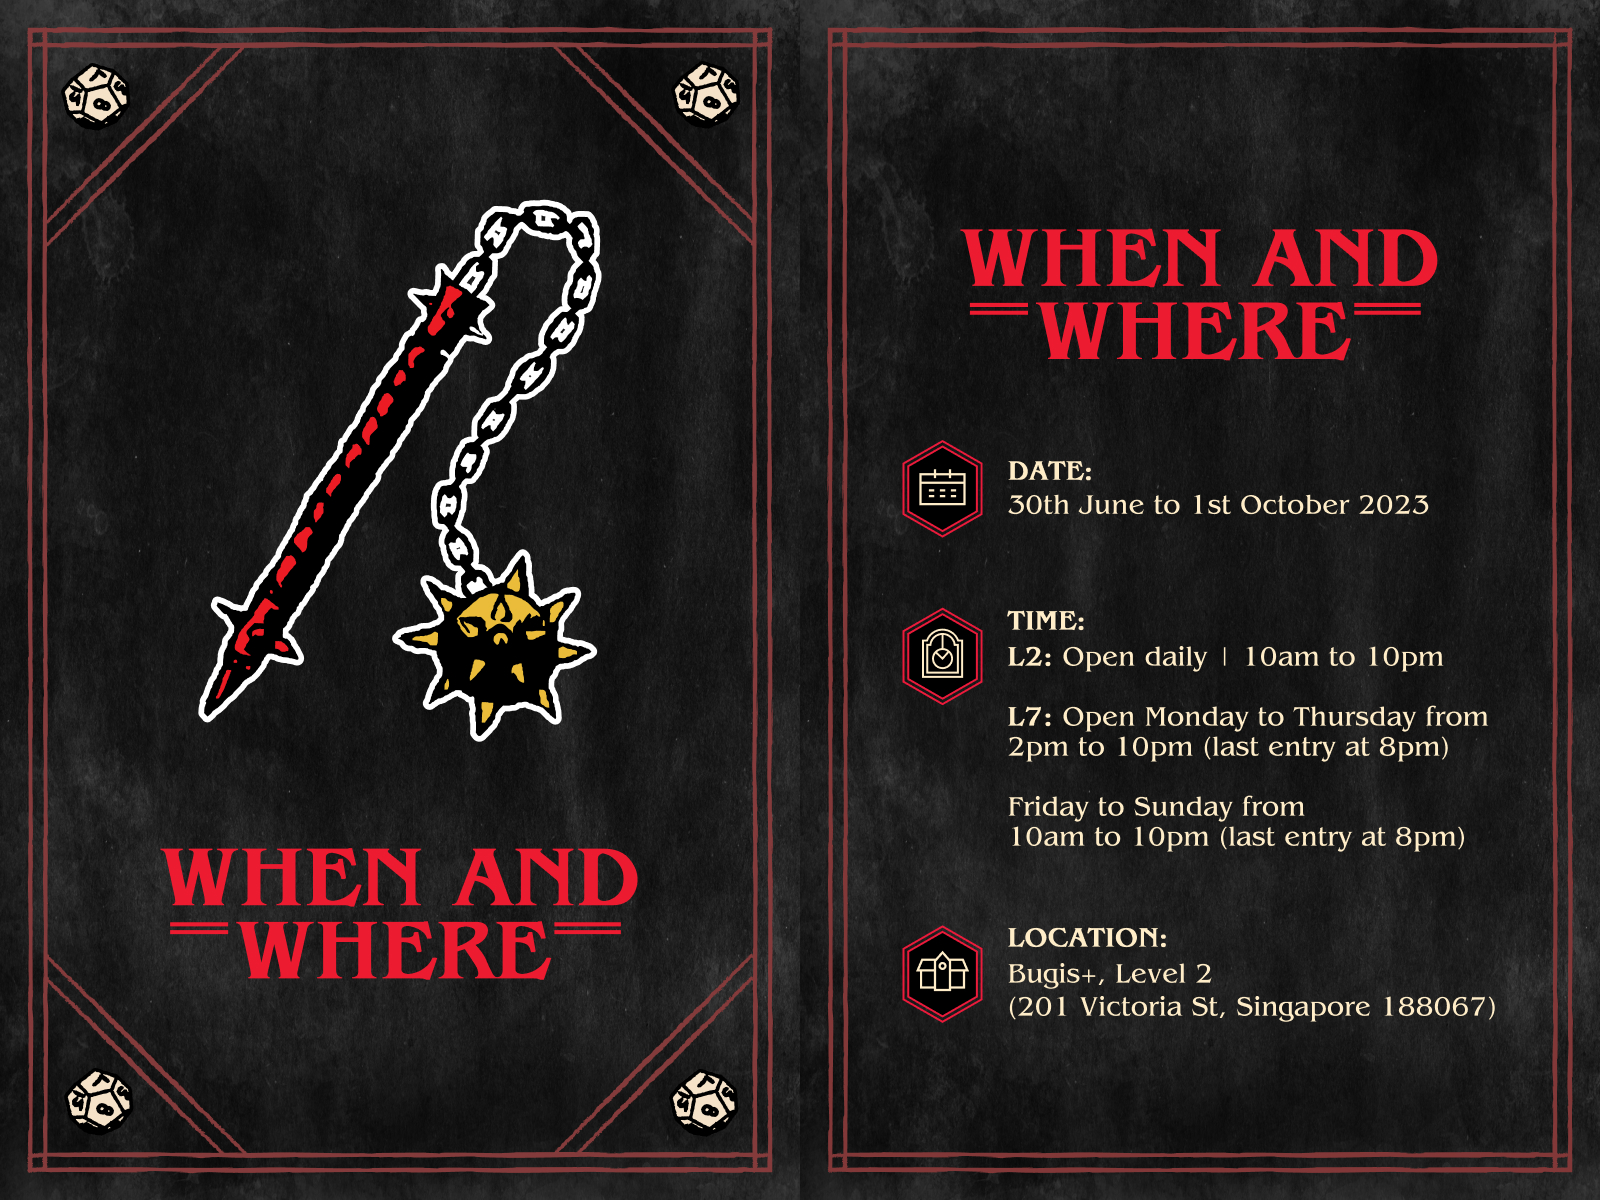 WHEN AND
WHERE
WHEN AND
WHERE
DATE:
30th June to 1st October 2023
TIME:
L2: Open daily | 10am to 10pm
L7: Open Monday to Thursday from
2pm to 10pm (last entry at 8pm)
Friday to Sunday from
10am to 10pm (last entry at 8pm)
LOCATION:
Bugis+, Level 2
(201 Victoria St, Singapore 188067)